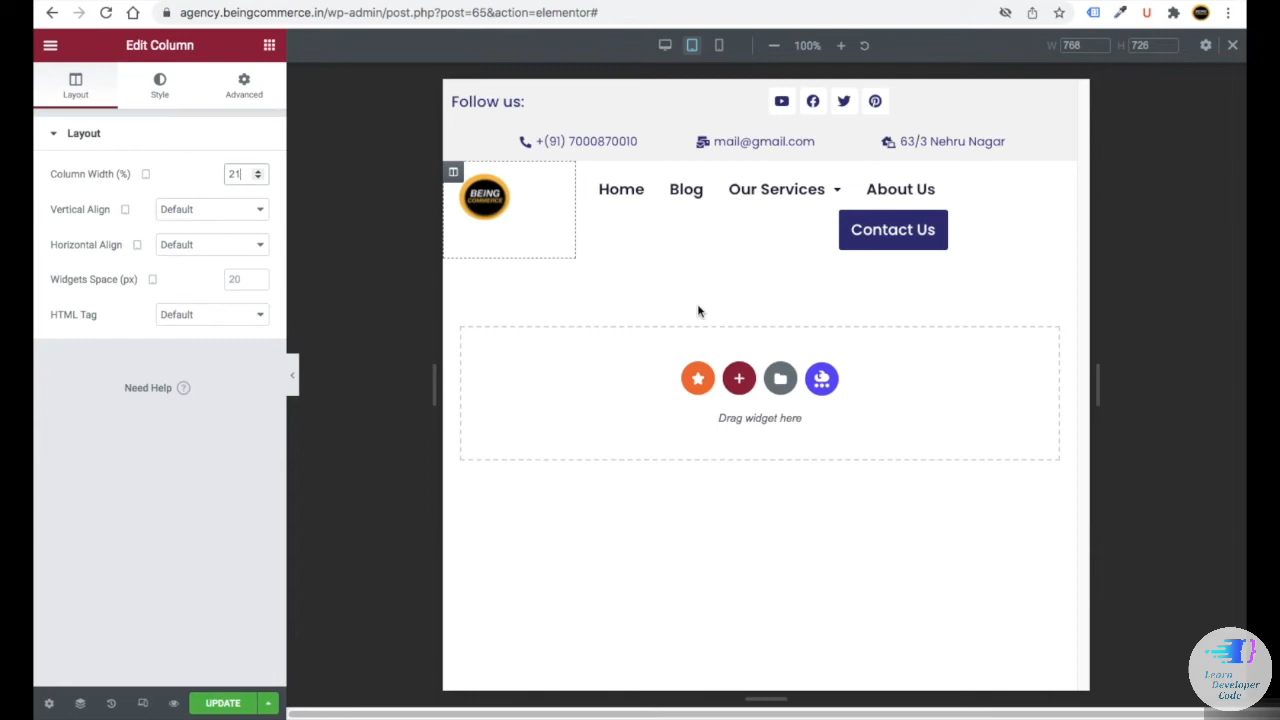 agency.beingcommerce.in/wp-admin/post.php?post=65&action=elementor#
Edit Column
100%
W 768
H 726
Layout
Style
Advanced
Layout
Column Width (%)
21
Vertical Align
Default
Horizontal Align
Default
Widgets Space (px)
20
HTML Tag
Default
Need Help ?
UPDATE
Follow us:
+(91) 7000870010
mail@gmail.com
63/3 Nehru Nagar
BEING
COMMERCE
Home
Blog
Our Services
About Us
Contact Us
Drag widget here
Learn
Developer
Code